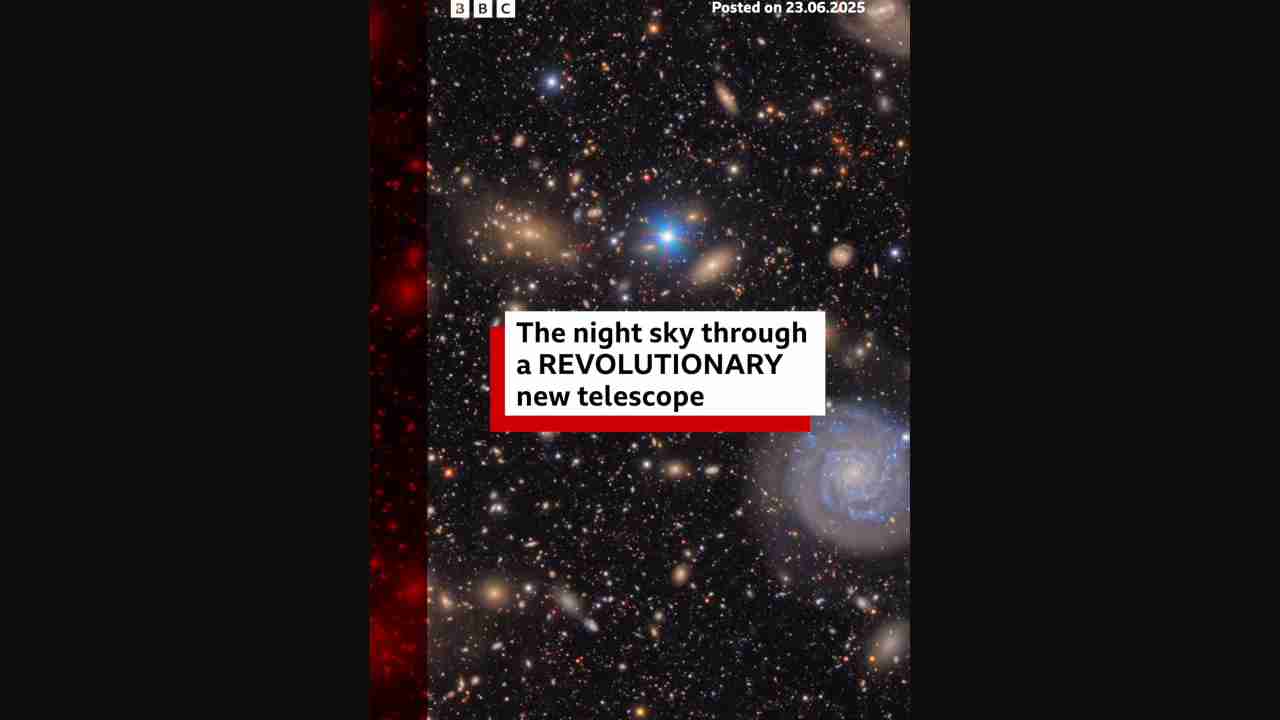 BBC
Posted on 23.06.2025
The night sky through
a REVOLUTIONARY
new telescope